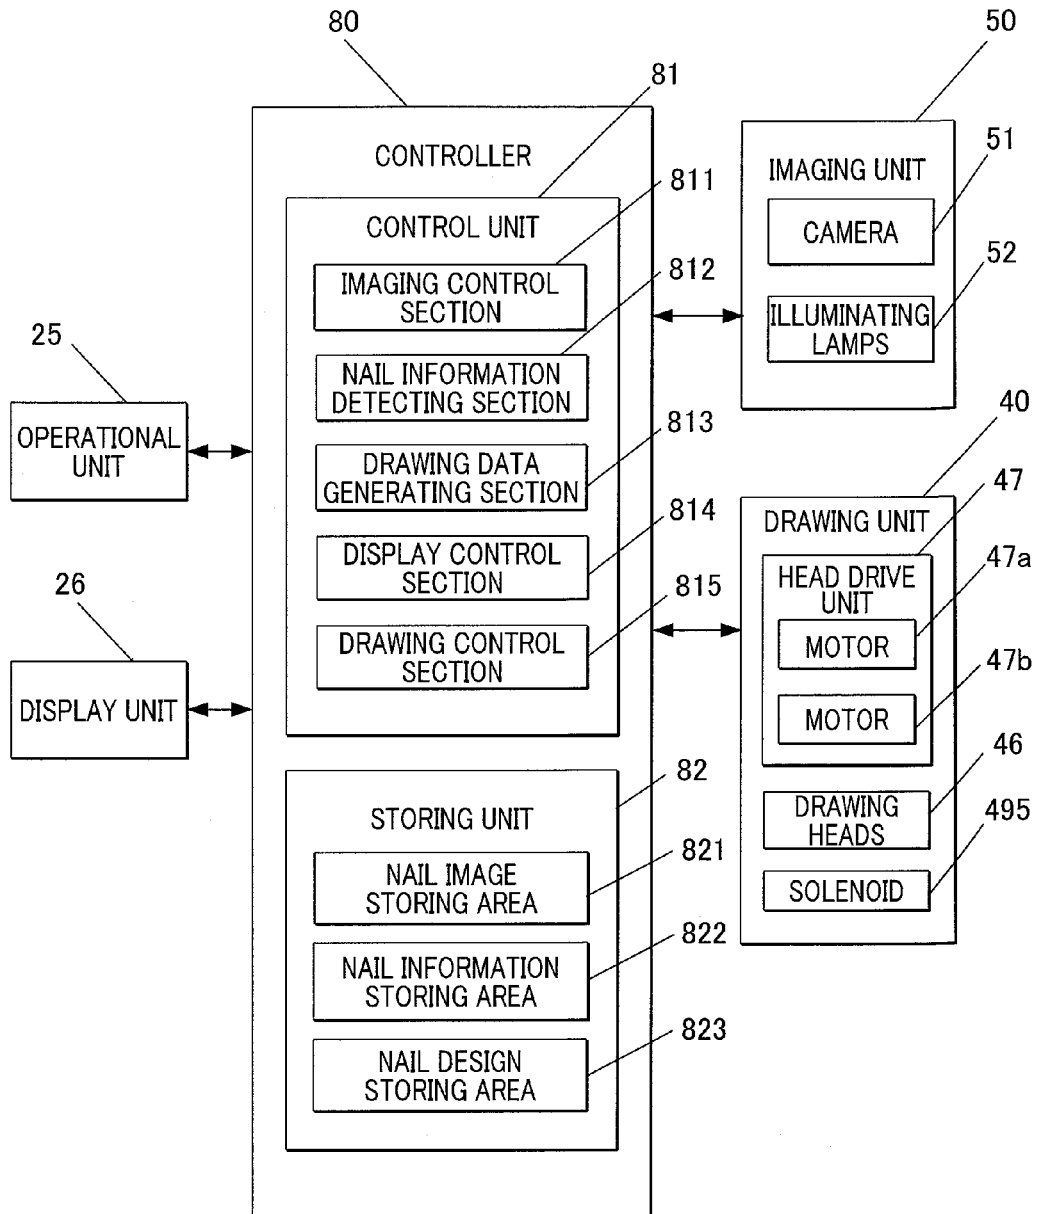 80
50
81
51
CONTROLLER
811
IMAGING UNIT
CONTROL UNIT
CAMERA
812
52
IMAGING CONTROL
SECTION
ILLUMINATING
LAMPS
25
NAIL INFORMATION
DETECTING SECTION
813
40
OPERATIONAL
UNIT
DRAWING DATA
GENERATING SECTION
47
814
DRAWING UNIT
DISPLAY CONTROL
SECTION
47a
HEAD DRIVE
UNIT
26
815
MOTOR
DRAWING CONTROL
SECTION
47b
DISPLAY UNIT
MOTOR
46
82
DRAWING
HEADS
495
STORING UNIT
821
NAIL IMAGE
STORING AREA
SOLENOID
822
NAIL INFORMATION
STORING AREA
823
NAIL DESIGN
STORING AREA